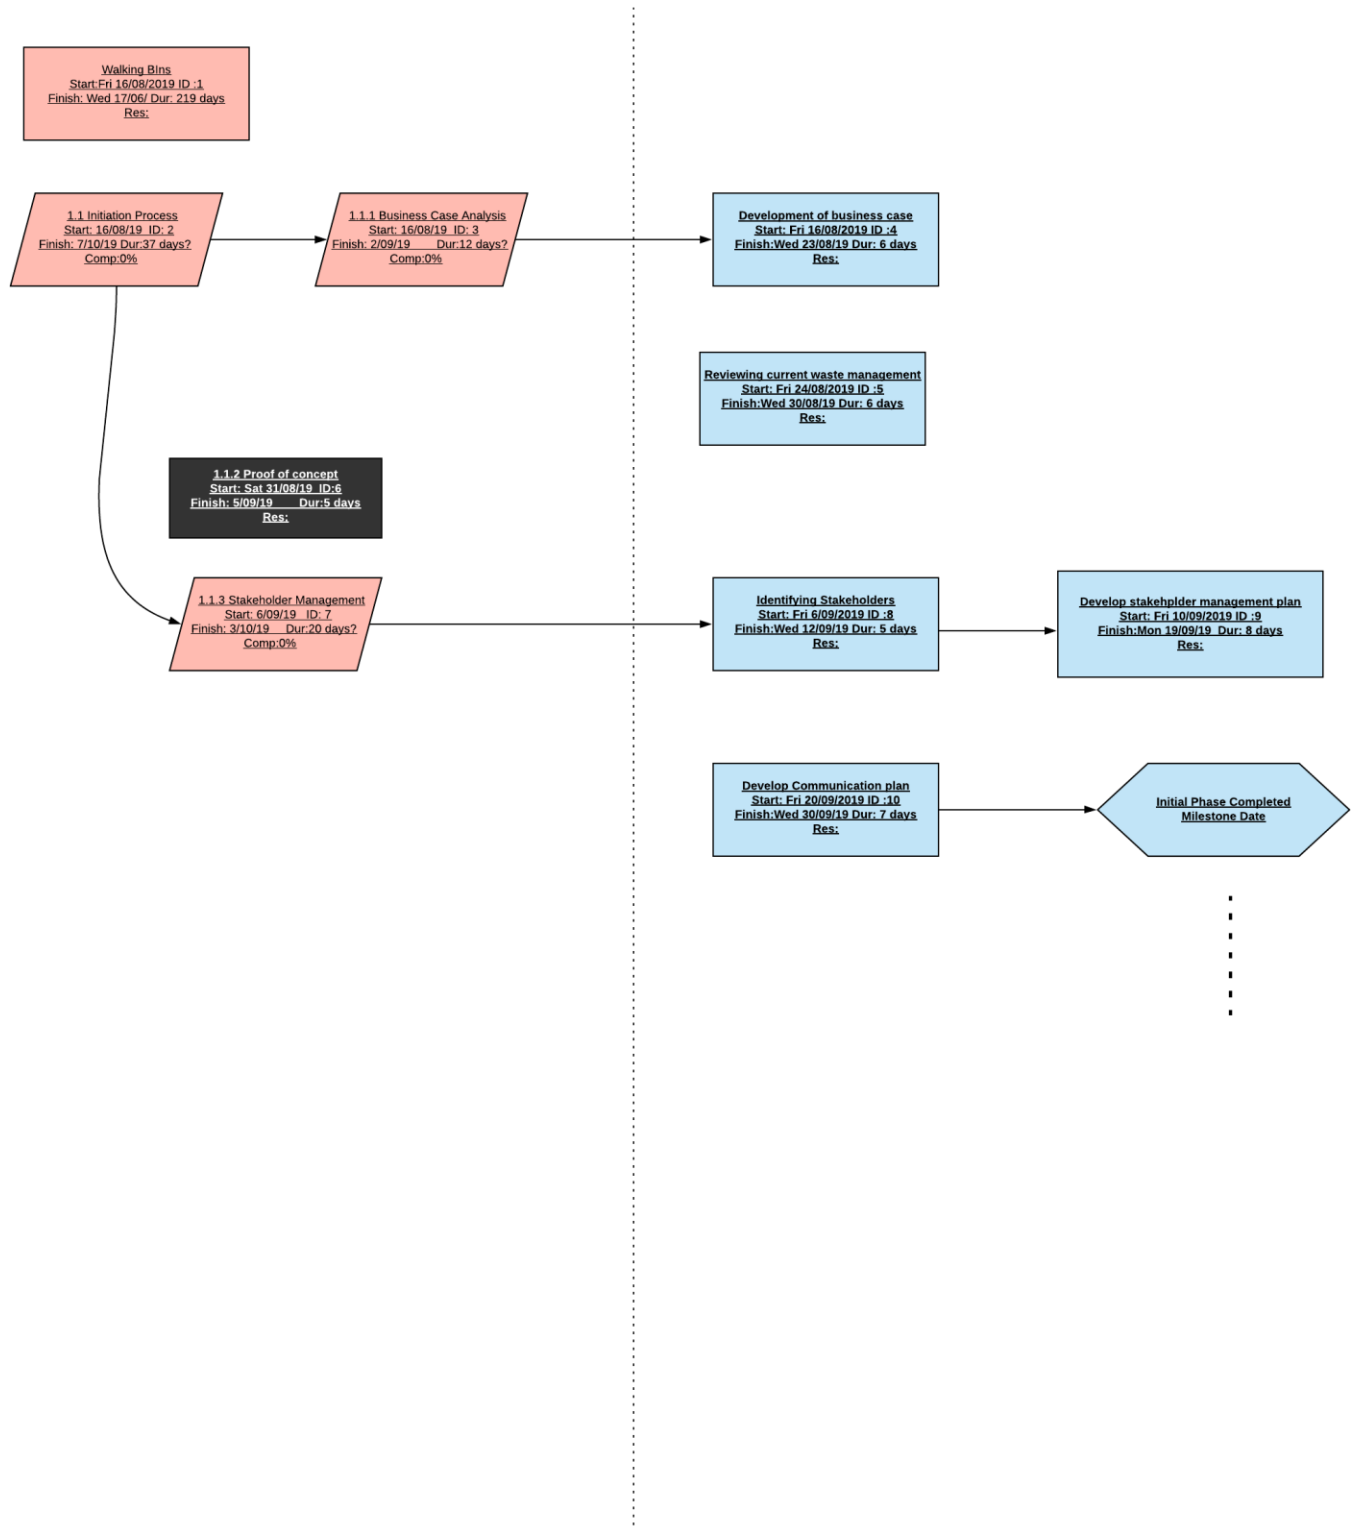 Walking BIns
Start:Fri 16/08/2019 ID :1
Finish: Wed 17/06/ Dur: 219 days
Res:
1.1 Initiation Process
Start: 16/08/19  ID: 2
Finish: 7/10/19 Dur:37 days?
Comp:0%
1.1.1 Business Case Analysis
Start: 16/08/19  ID: 3
Finish: 2/09/19        Dur:12 days?
Comp:0%
Development of business case
Start: Fri 16/08/2019 ID :4
Finish:Wed 23/08/19 Dur: 6 days
Res:
Reviewing current waste management
Start: Fri 24/08/2019 ID :5
Finish:Wed 30/08/19 Dur: 6 days
Res:
1.1.2 Proof of concept
Start: Sat 31/08/19  ID:6
Finish: 5/09/19        Dur:5 days
Res:
1.1.3 Stakeholder Management
Start: 6/09/19   ID: 7
Finish: 3/10/19     Dur:20 days?
Comp:0%
Identifying Stakeholders
Start: Fri 6/09/2019 ID :8
Finish:Wed 12/09/19 Dur: 5 days
Res:
Develop stakehplder management plan
Start: Fri 10/09/2019 ID :9
Finish:Mon 19/09/19  Dur: 8 days
Res:
Develop Communication plan
Start: Fri 20/09/2019 ID :10
Finish:Wed 30/09/19 Dur: 7 days
Res:
Initial Phase Completed
Milestone Date